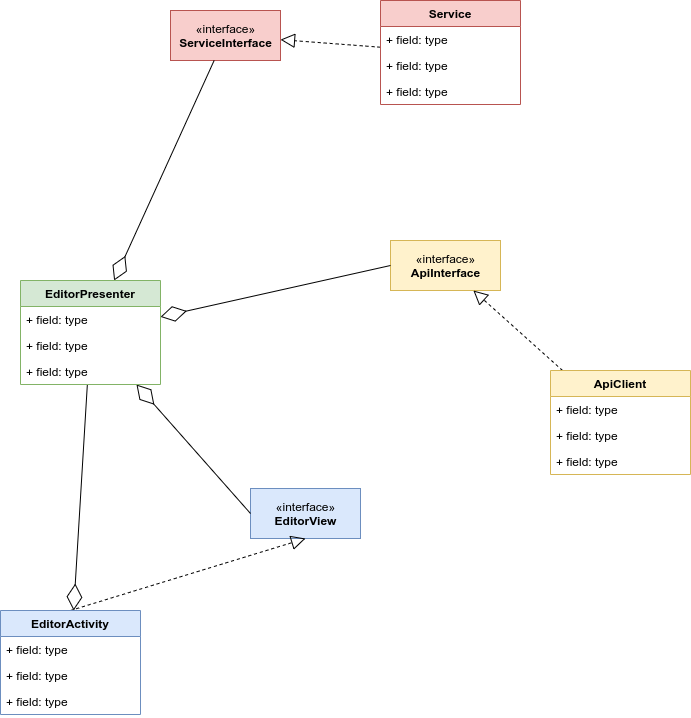 «interface»
ServiceInterface
Service
+ field: type
+ field: type
+ field: type
«interface»
ApiInterface
EditorPresenter
+ field: type
+ field: type
+ field: type
ApiClient
+ field: type
+ field: type
+ field: type
«interface»
EditorView
EditorActivity
+ field: type
+ field: type
+ field: type